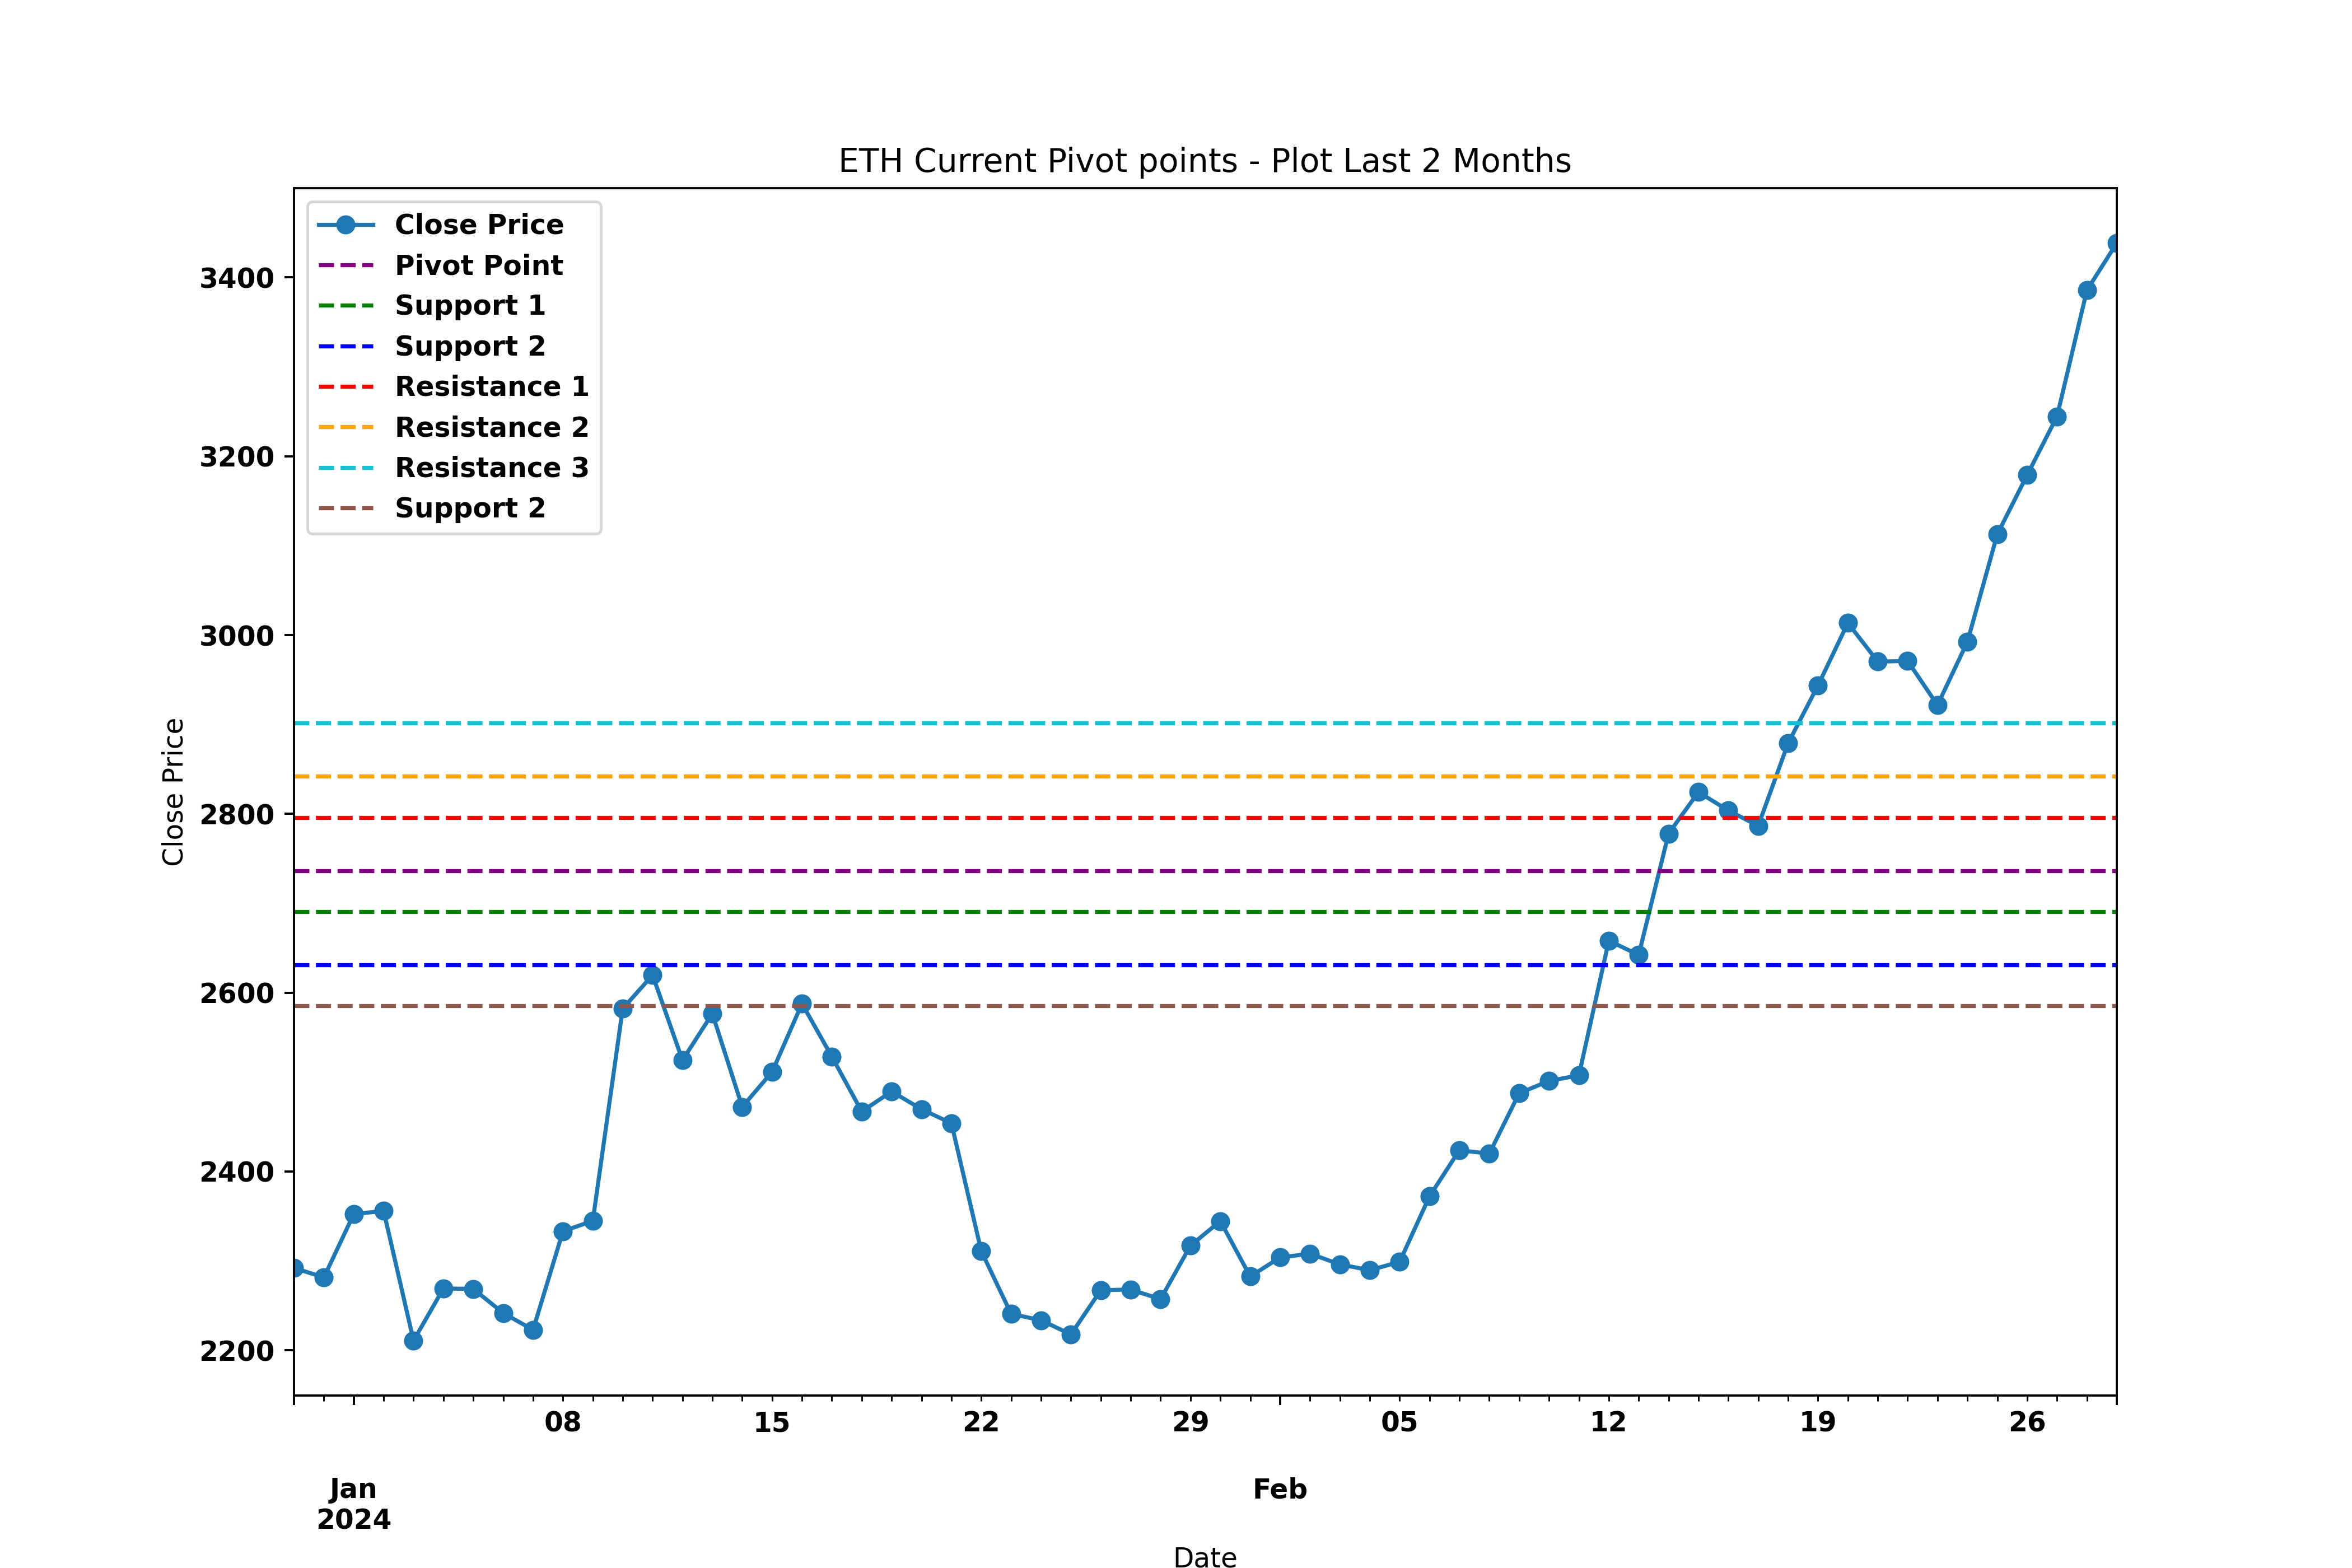 ETH Current Pivot points - Plot Last 2 Months
Close Price
Pivot Point
Support 1
Support 2
Resistance 1
Resistance 2
Resistance 3
Support 2
3400
3200
3000
2800
2600
2400
2200
Close Price
08 15 22 29 05 12 19 26
Jan Feb
2024
Date